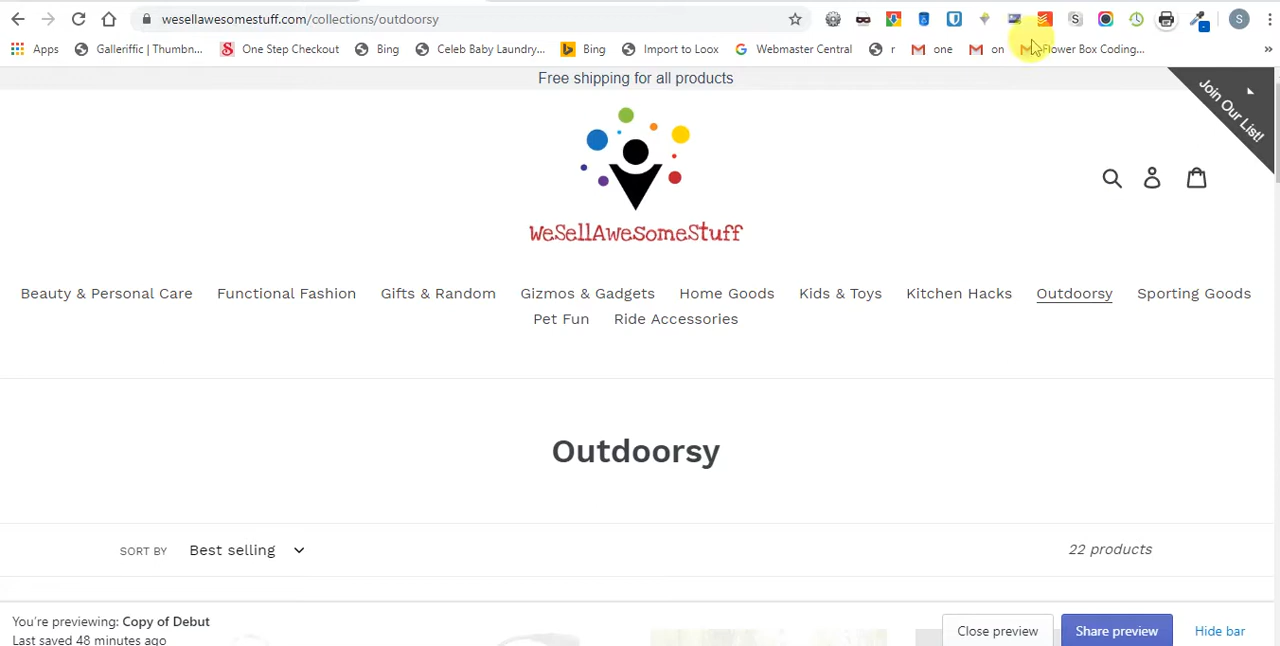 wesellawesomestuff.com/collections/outdoorsy
S
S
Apps Galleriffic | Thumbn... S One Step Checkout Bing Celeb Baby Laundry... Bing Import to Loox Webmaster Central r one on Flower Box Coding... »
Free shipping for all products
Join Our List!
WeSellAwesomeStuff
Beauty & Personal Care Functional Fashion Gifts & Random Gizmos & Gadgets Home Goods Kids & Toys Kitchen Hacks Outdoorsy Sporting Goods
Pet Fun Ride Accessories
Outdoorsy
SORT BY Best selling 22 products
You're previewing: Copy of Debut
Last saved 48 minutes ago
Close preview Share preview Hide bar